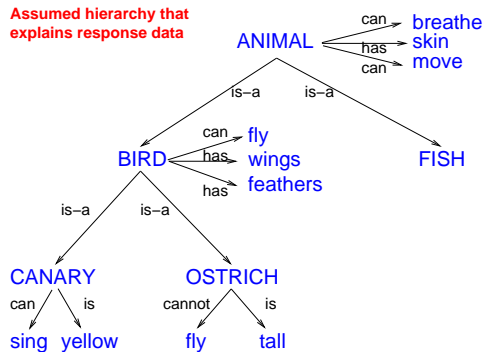 Assumed hierarchy that
explains response data
ANIMAL
can
breathe
has
skin
can
move
is-a
is-a
BIRD
can
fly
has
wings
has
feathers
FISH
is-a
is-a
CANARY
OSTRICH
can
is
cannot
is
sing
yellow
fly
tall